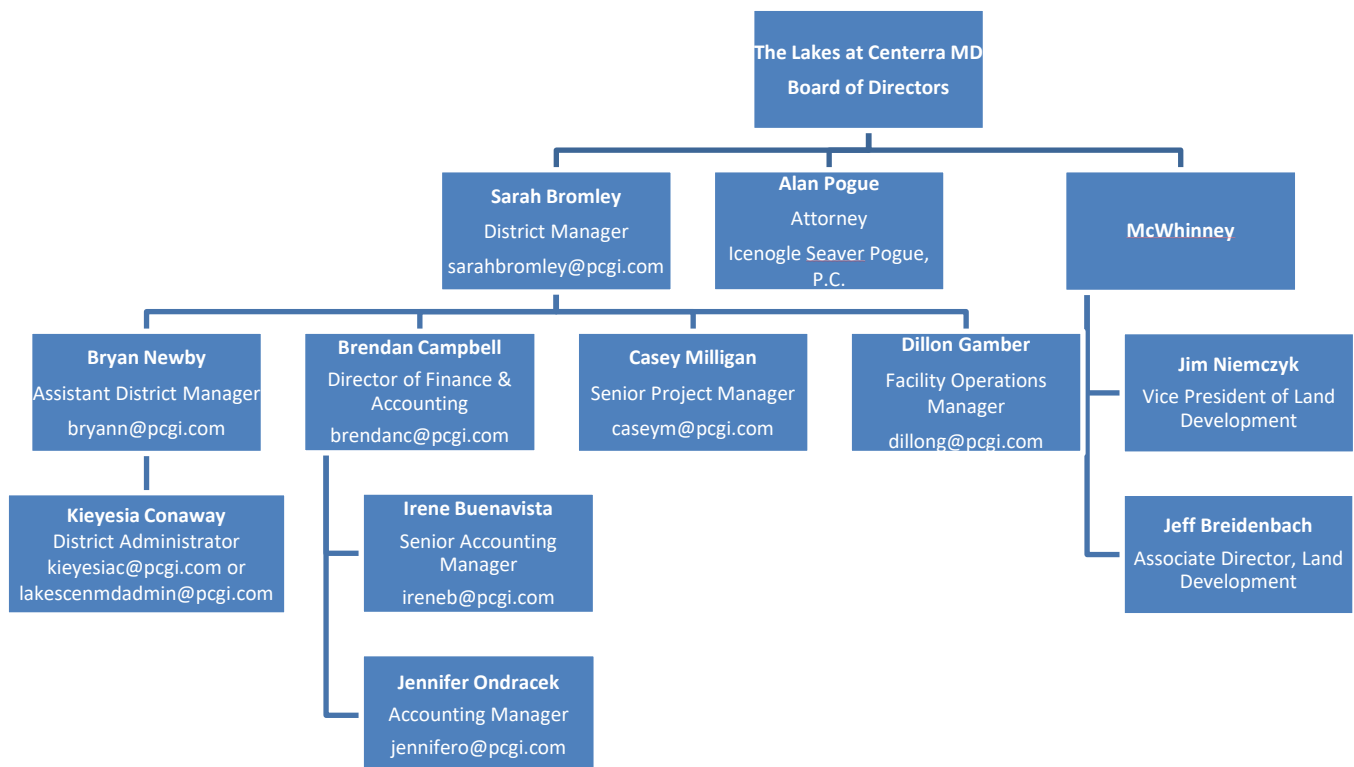 The Lakes at Centerra MD
Board of Directors
Sarah Bromley
District Manager
sarahbromley@pcgi.com
Alan Pogue
Attorney
Icenogle Seaver Pogue,
P.C.
McWhinney
Bryan Newby
Assistant District Manager
bryann@pcgi.com
Brendan Campbell
Director of Finance &
Accounting
brendanc@pcgi.com
Casey Milligan
Senior Project Manager
caseym@pcgi.com
Dillon Gamber
Facility Operations
Manager
dillong@pcgi.com
Jim Niemczyk
Vice President of Land
Development
Kieyesia Conaway
District Administrator
kieyesiac@pcgi.com or
lakescenmdadmin@pcgi.com
Irene Buenavista
Senior Accounting
Manager
ireneb@pcgi.com
Jeff Breidenbach
Associate Director, Land
Development
Jennifer Ondracek
Accounting Manager
jennifero@pcgi.com